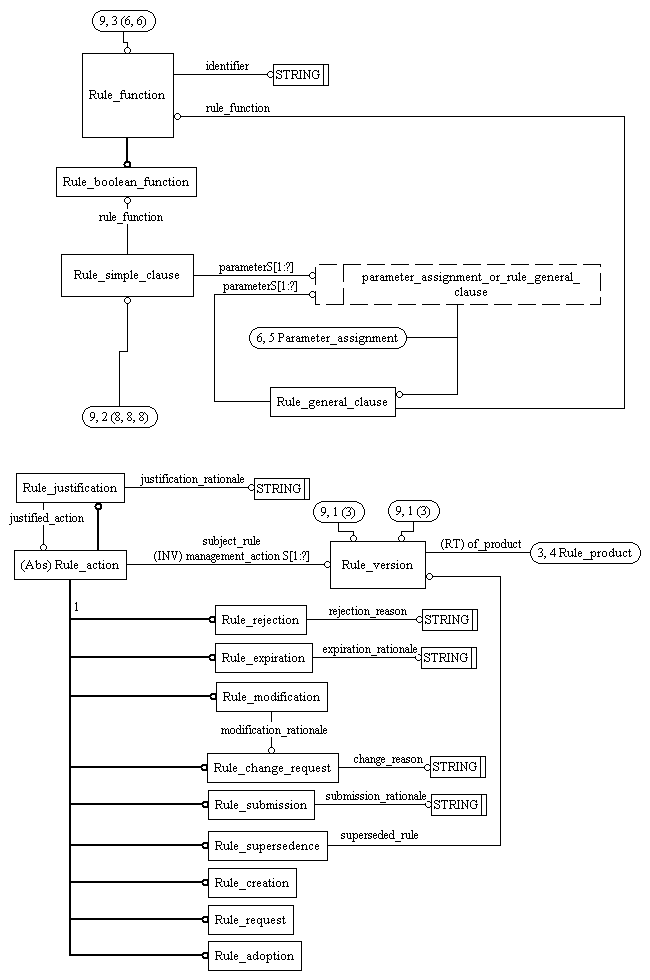 9, 3 (6, 6)
identifier
STRING
Rule_function
rule_function
Rule_boolean_function
rule_function
Rule_simple_clause
parameterS[1:?]
parameter_assignment_or_rule_general_
clause
parameterS[1:?]
6, 5 Parameter_assignment
Rule_general_clause
9, 2 (8, 8, 8)
Rule_justification
justification_rationale
STRING
justified_action
9, 1 (3)
9, 1 (3)
subject_rule
(INV) management_action S[1:?]
(Abs) Rule_action
Rule_version
(RT) of_product
3, 4 Rule_product
1
Rule_rejection
rejection_reason
STRING
Rule_expiration
expiration_rationale
STRING
Rule_modification
modification_rationale
Rule_change_request
change_reason
STRING
Rule_submission
submission_rationale
STRING
Rule_supersedence
superseded_rule
Rule_creation
Rule_request
Rule_adoption